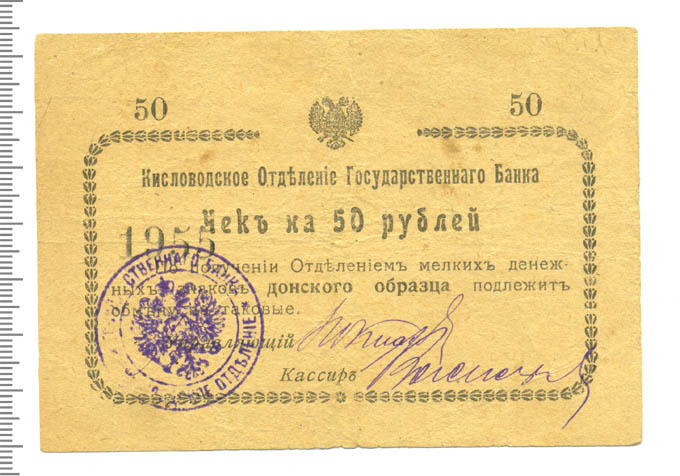 50 50
Кисловодское Отдѣленіе Государственнаго Банка
Чекъ на 50 рублей
1955
По полученіи Отдѣленіемъ мелкихъ денеж-
ныхъ знаковъ донского образца подлежитъ
обмѣну на таковые.
Управляющій
Кассиръ
ОТДѢЛЕНІЕ